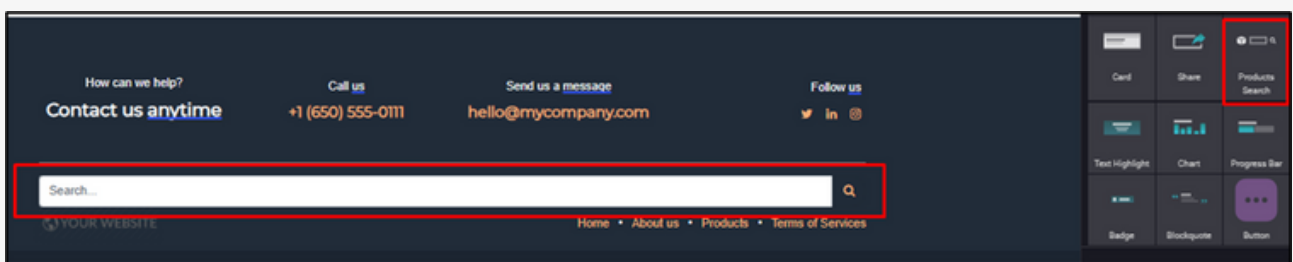 How can we help?
Contact us anytime
Call us
+1 (650) 555-0111
Send us a message
hello@mycompany.com
Follow us
Search...
YOUR WEBSITE
Home • About us • Products • Terms of Services
Card
Share
Products
Search
Text Highlight
Chart
Progress Bar
Badge
Blockquote
Button